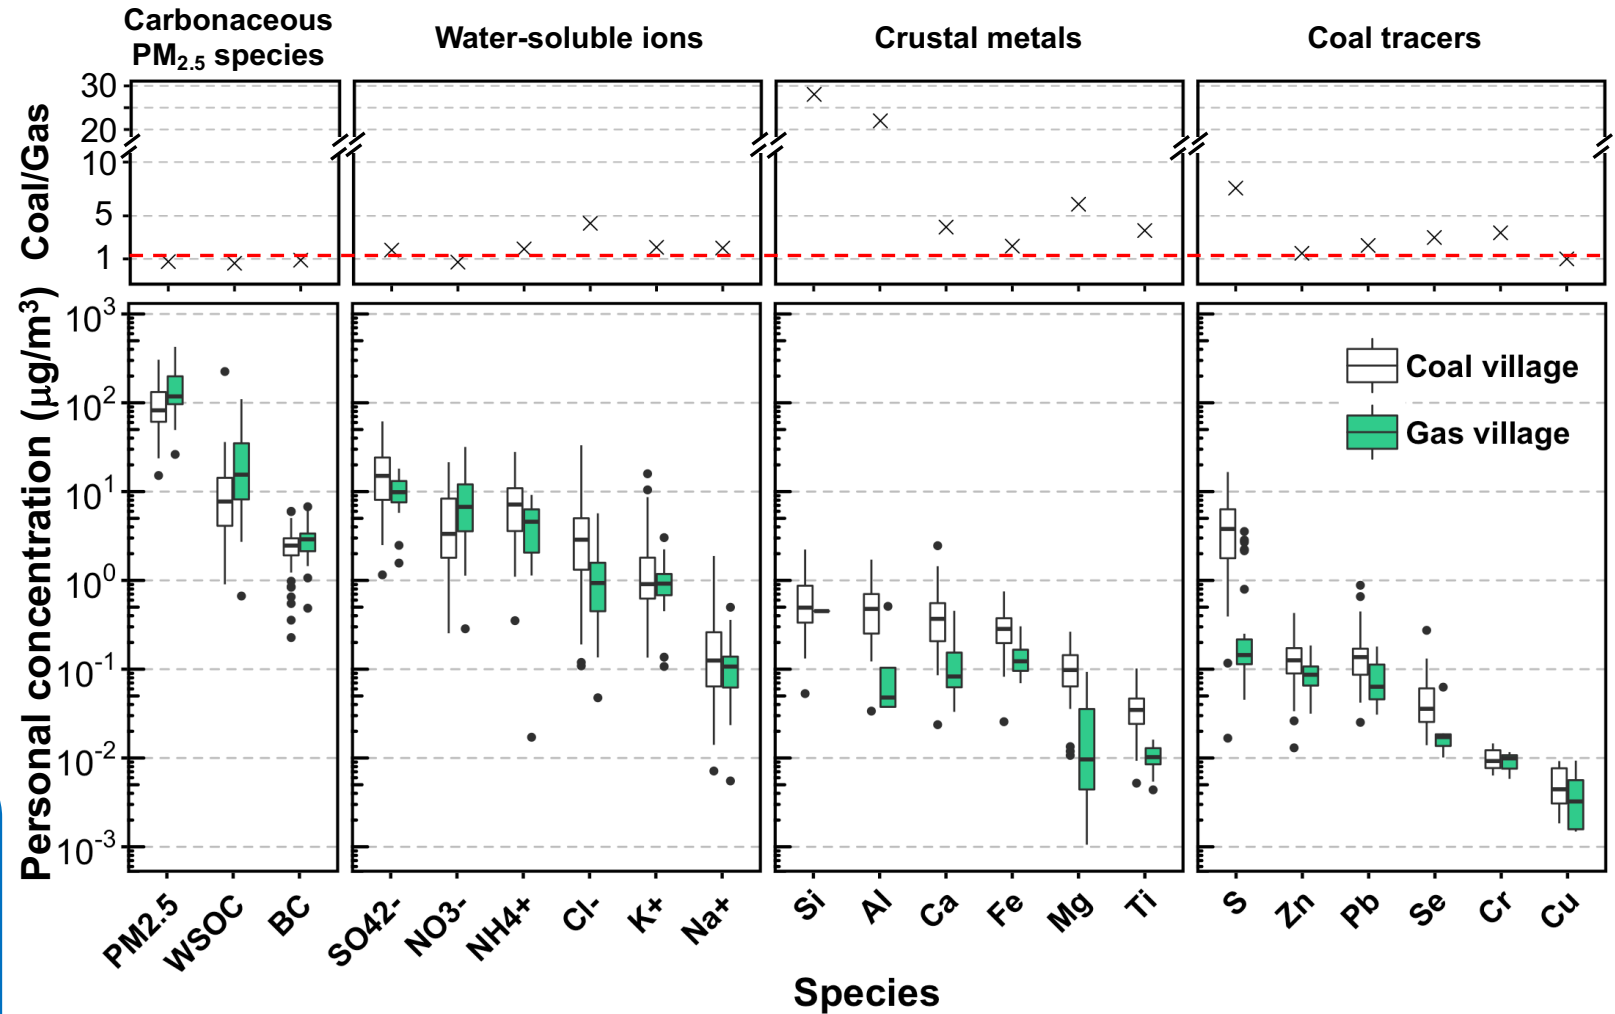 Carbonaceous
PM2.5 species
Water-soluble ions
Crustal metals
Coal tracers
Coal/Gas
30
20
10
5
1
Personal concentration (μg/m³)
10³
10²
10¹
10⁰
10⁻¹
10⁻²
10⁻³
Coal village
Gas village
PM2.5
WSOC
BC
SO42-
NO3-
NH4+
Cl-
K+
Na+
Si
Al
Ca
Fe
Mg
Ti
S
Zn
Pb
Se
Cr
Cu
Species